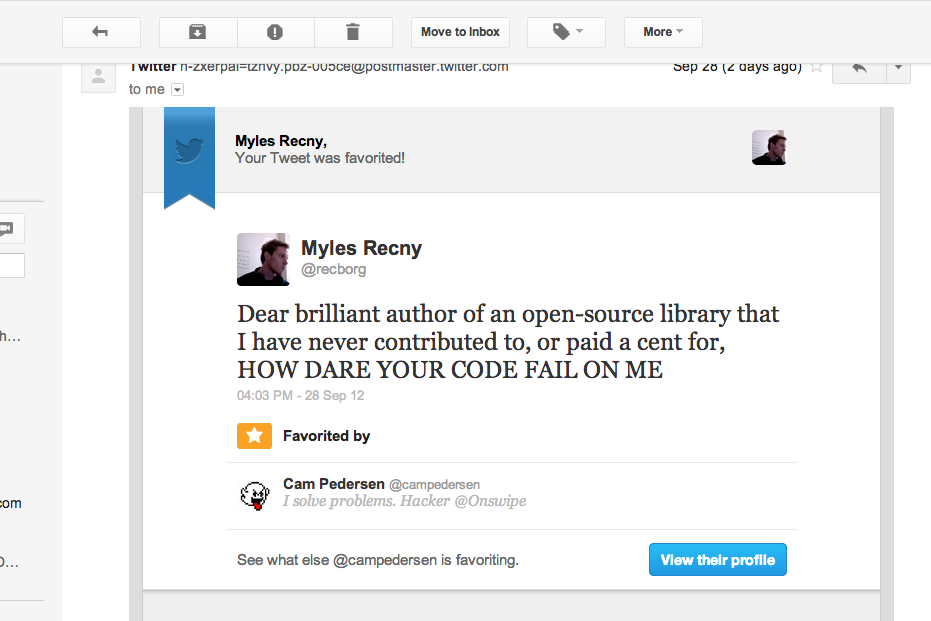 Move to Inbox
More
Twitter n-zxerpal=tznvy.pbz-005ce@postmaster.twitter.com
Sep 28 (2 days ago)
to me
Myles Recny,
Your Tweet was favorited!
Myles Recny
@recborg
Dear brilliant author of an open-source library that
I have never contributed to, or paid a cent for,
HOW DARE YOUR CODE FAIL ON ME
04:03 PM - 28 Sep 12
Favorited by
Cam Pedersen @campedersen
I solve problems. Hacker @Onswipe
See what else @campedersen is favoriting.
View their profile
h...
com